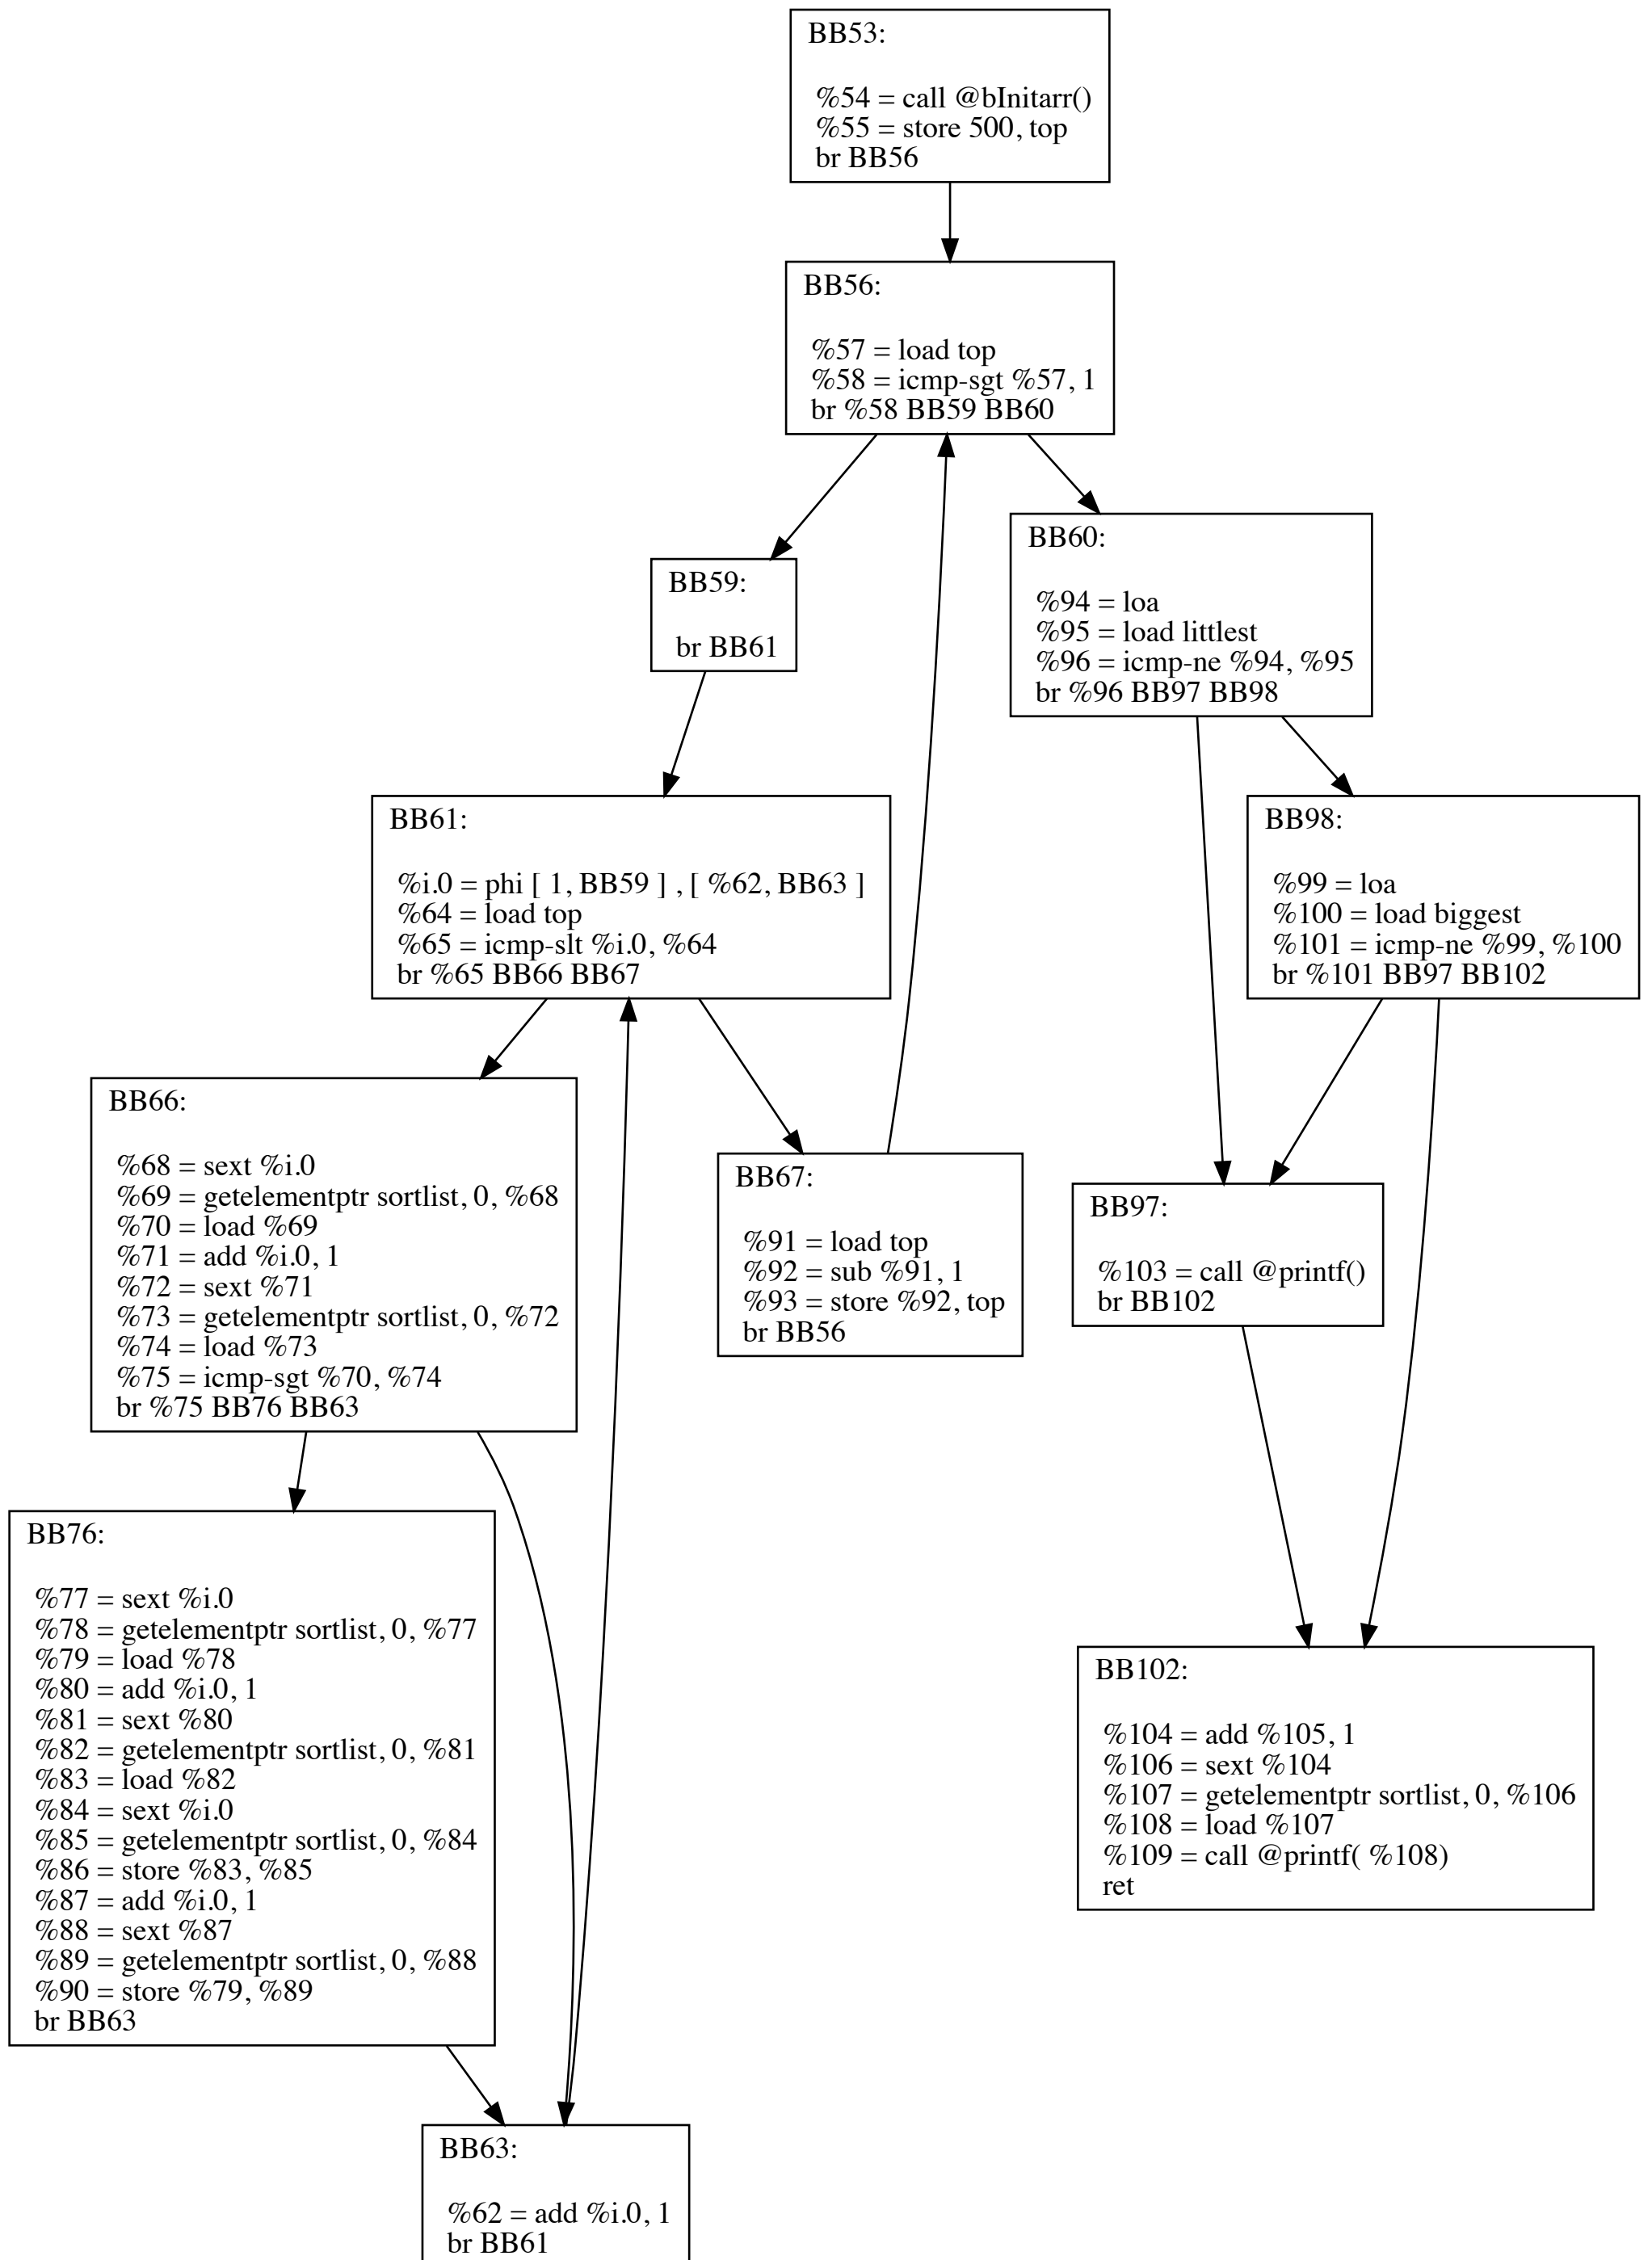 BB53:
%54 = call @bInitarr()
%55 = store 500, top
br BB56
BB56:
%57 = load top
%58 = icmp-sgt %57, 1
br %58 BB59 BB60
BB59:
br BB61
BB60:
%94 = loa
%95 = load littlest
%96 = icmp-ne %94, %95
br %96 BB97 BB98
BB61:
%i.0 = phi [ 1, BB59 ] , [ %62, BB63 ]
%64 = load top
%65 = icmp-slt %i.0, %64
br %65 BB66 BB67
BB98:
%99 = loa
%100 = load biggest
%101 = icmp-ne %99, %100
br %101 BB97 BB102
BB66:
%68 = sext %i.0
%69 = getelementptr sortlist, 0, %68
%70 = load %69
%71 = add %i.0, 1
%72 = sext %71
%73 = getelementptr sortlist, 0, %72
%74 = load %73
%75 = icmp-sgt %70, %74
br %75 BB76 BB63
BB67:
%91 = load top
%92 = sub %91, 1
%93 = store %92, top
br BB56
BB97:
%103 = call @printf()
br BB102
BB76:
%77 = sext %i.0
%78 = getelementptr sortlist, 0, %77
%79 = load %78
%80 = add %i.0, 1
%81 = sext %80
%82 = getelementptr sortlist, 0, %81
%83 = load %82
%84 = sext %i.0
%85 = getelementptr sortlist, 0, %84
%86 = store %83, %85
%87 = add %i.0, 1
%88 = sext %87
%89 = getelementptr sortlist, 0, %88
%90 = store %79, %89
br BB63
BB102:
%104 = add %105, 1
%106 = sext %104
%107 = getelementptr sortlist, 0, %106
%108 = load %107
%109 = call @printf( %108)
ret
BB63:
%62 = add %i.0, 1
br BB61